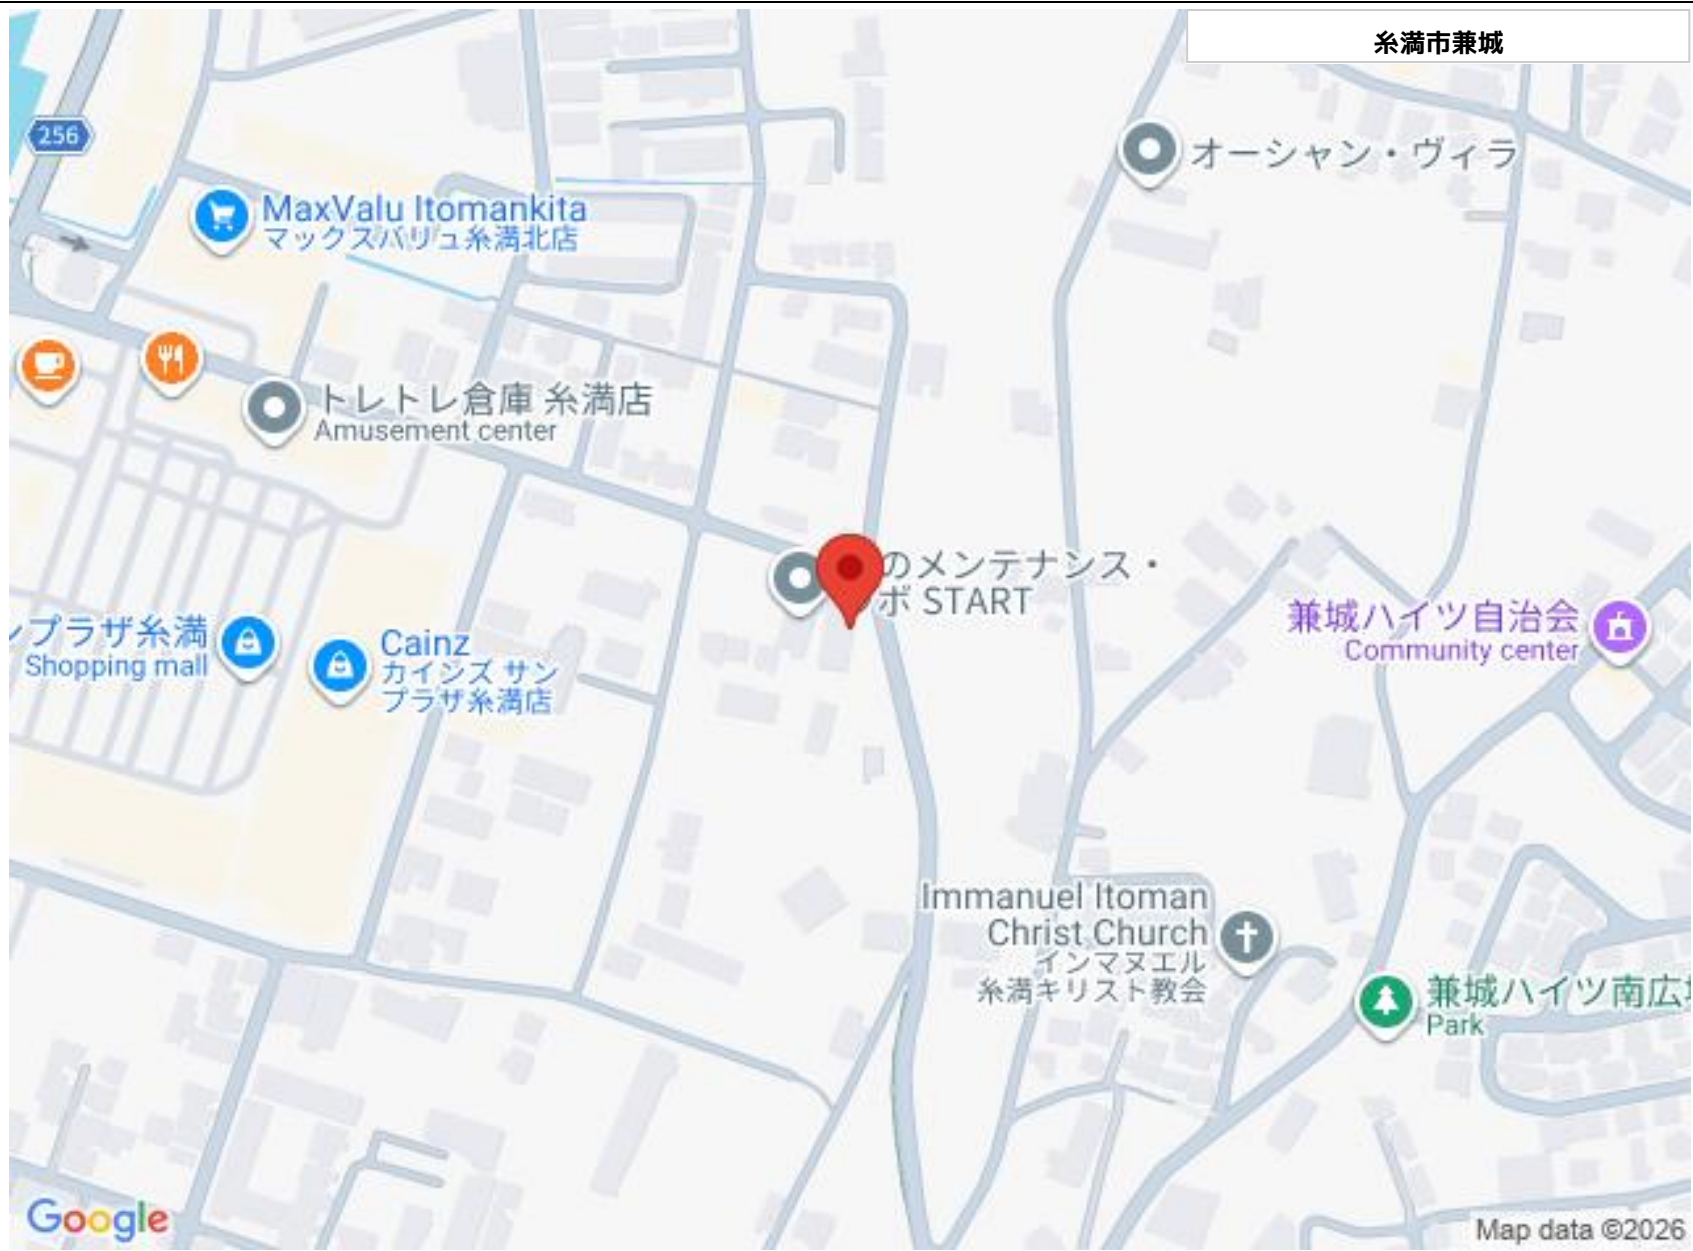 糸満市兼城
256
オーシャン・ヴィラ
MaxValu Itomankita
マックスバリュ糸満北店
トレトレ倉庫 糸満店
Amusement center
のメンテナンス・
ボ START
ンプラザ糸満
Shopping mall
Cainz
カインズ サン
プラザ糸満店
兼城ハイツ自治会
Community center
Immanuel Itoman
Christ Church
インマヌエル
糸満キリスト教会
兼城ハイツ南広
Park
Google
Map data ©2026